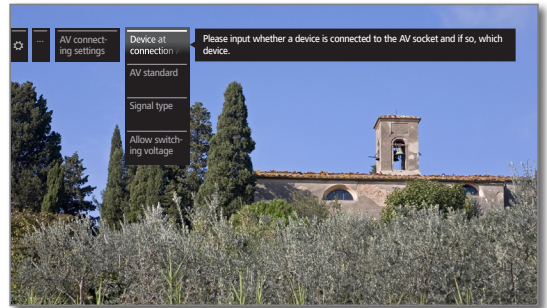 ...
AV connect-
ing settings
Device at
connection /
Please input whether a device is connected to the AV socket and if so, which
device.
AV standard
Signal type
Allow switch-
ing voltage